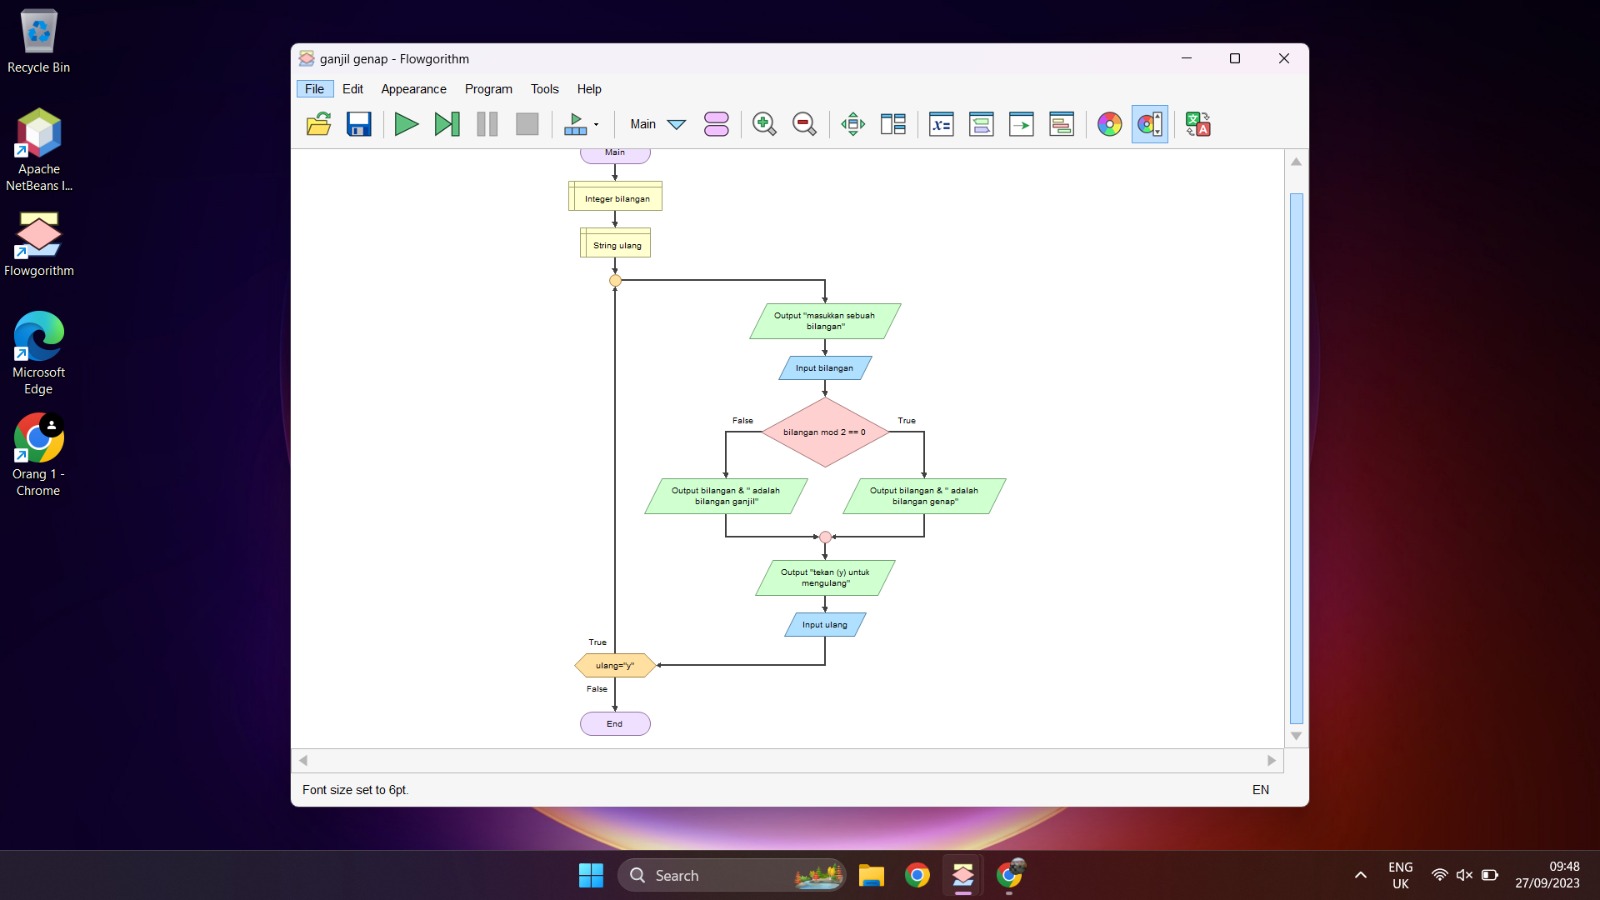 Recycle Bin
Apache
NetBeans I...
Flowgorithm
Microsoft
Edge
Orang 1 -
Chrome
ganjil genap - Flowgorithm
File Edit Appearance Program Tools Help
Main
Main
Integer bilangan
String ulang
Output "masukkan sebuah
bilangan"
Input bilangan
False
True
bilangan mod 2 == 0
Output bilangan & " adalah
bilangan ganjil"
Output bilangan & " adalah
bilangan genap"
Output "tekan (y) untuk
mengulang"
Input ulang
True
ulang="y"
False
End
Font size set to 6pt.
EN
Search
ENG
UK
09:48
27/09/2023